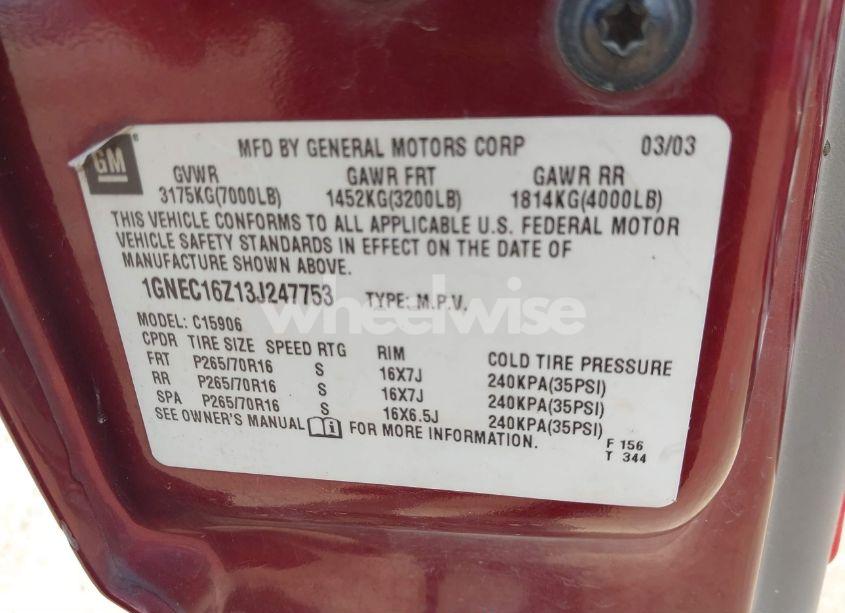 GM
MFD BY GENERAL MOTORS CORP 03/03
GVWR GAWR FRT GAWR RR
3175KG(7000LB) 1452KG(3200LB) 1814KG(4000LB)
THIS VEHICLE CONFORMS TO ALL APPLICABLE U.S. FEDERAL MOTOR
VEHICLE SAFETY STANDARDS IN EFFECT ON THE DATE OF
MANUFACTURE SHOWN ABOVE.
1GNEC16Z13J247753 TYPE: M.P.V.
wheelwise
MODEL: C15906
CPDR TIRE SIZE SPEED RTG RIM COLD TIRE PRESSURE
FRT P265/70R16 S 16X7J 240KPA(35PSI)
RR P265/70R16 S 16X7J 240KPA(35PSI)
SPA P265/70R16 S 16X6.5J 240KPA(35PSI)
SEE OWNER'S MANUAL FOR MORE INFORMATION.
F 156
T 344